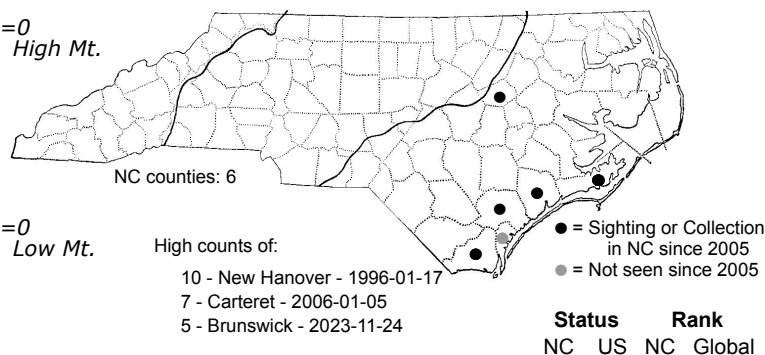 =0
High Mt.
NC counties: 6
=0
Low Mt.
High counts of:
10 - New Hanover - 1996-01-17
7 - Carteret - 2006-01-05
5 - Brunswick - 2023-11-24
● = Sighting or Collection
in NC since 2005
● = Not seen since 2005
Status Rank
NC US NC Global